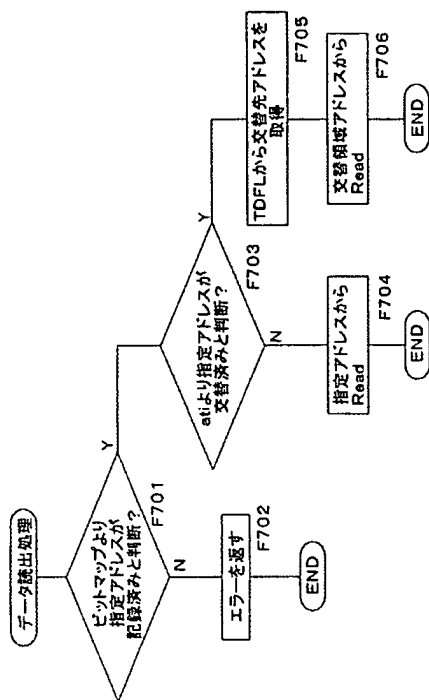 データ読出処理
ビットマップより
指定アドレスが
記録済みと判断?
F701
Y
N
エラーを返す
F702
END
atiより指定アドレスが
交替済みと判断?
F703
Y
N
指定アドレスから
Read
F704
END
TDFLから交替先アドレスを
取得
F705
交替領域アドレスから
Read
F706
END